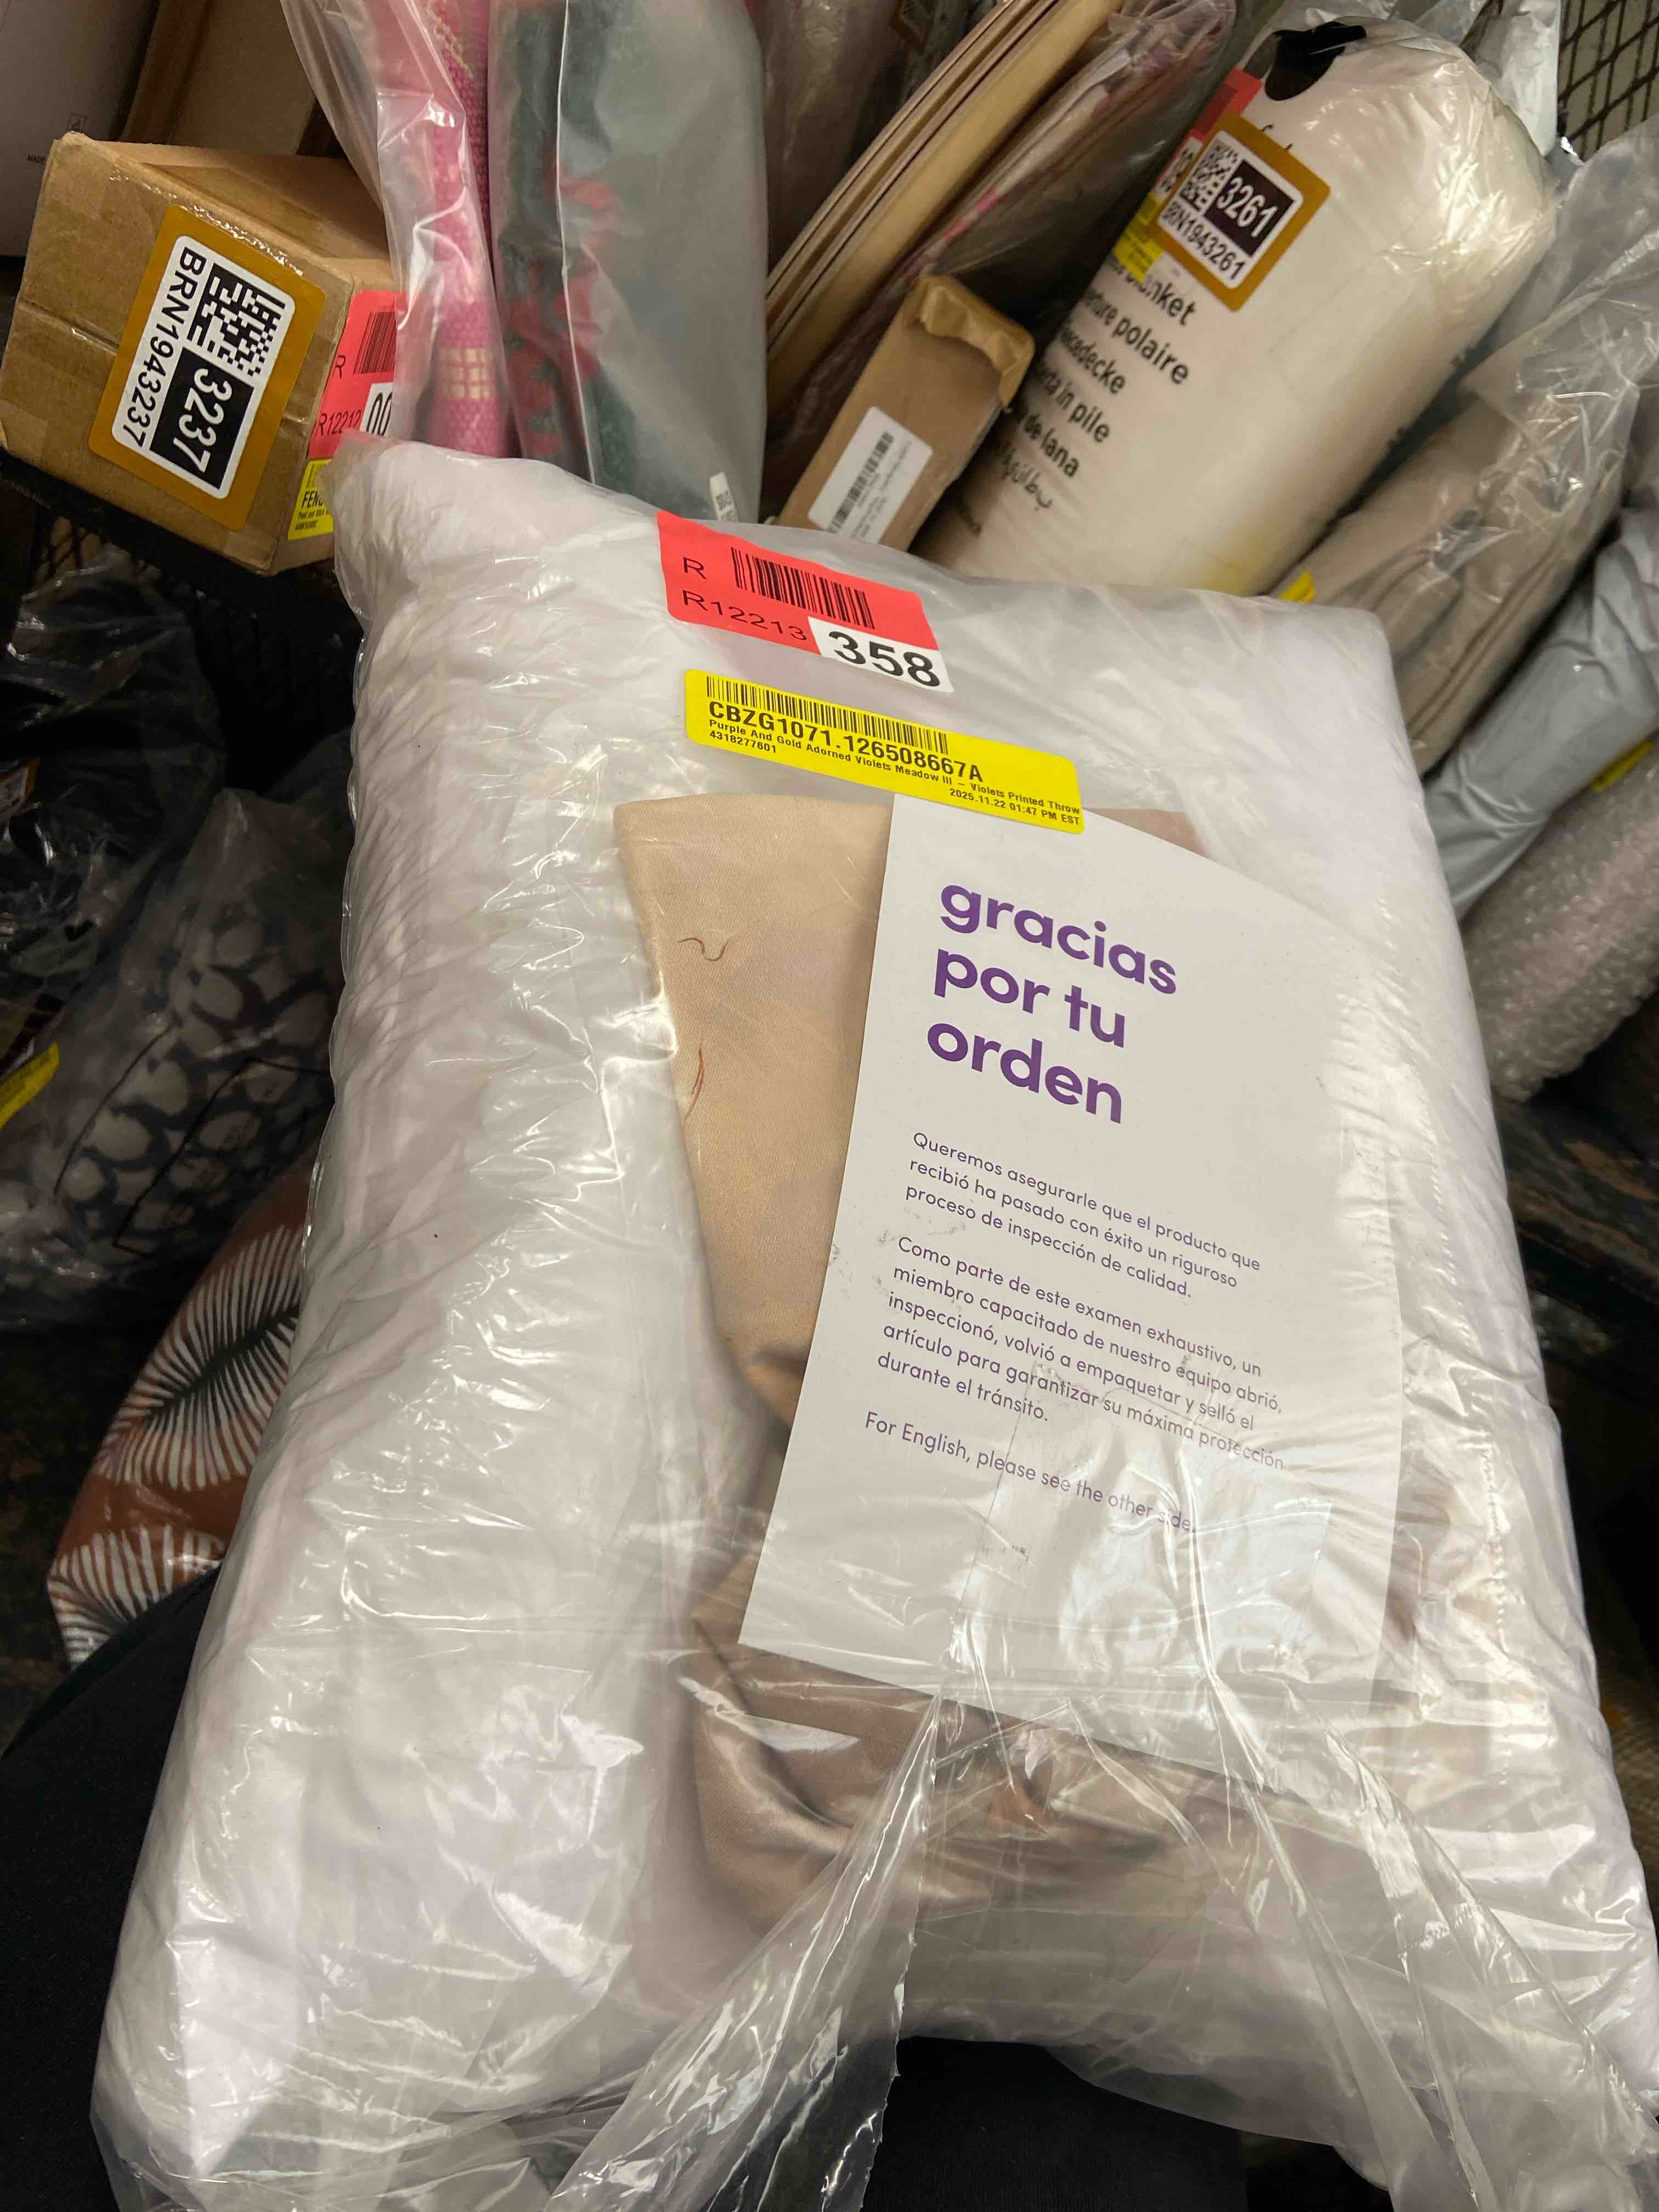 BRN1943237
3237
R
R12212
00
3261
BRN1943261
polaire
in pile
de lana
R
R12213
358
CBZG1071.126508667A
Purple And Gold Adorned Violets Meadow III - Violets Printed Throw
4318277601
2025.11.22 01:47 PM EST
gracias
por tu
orden
Queremos asegurarle que el producto que
recibió ha pasado con éxito un riguroso
proceso de inspección de calidad.
Como parte de este examen exhaustivo, un
miembro capacitado de nuestro equipo abrió,
inspeccionó, volvió a empaquetar y selló el
artículo para garantizar su máxima protección
durante el tránsito.
For English, please see the other side.